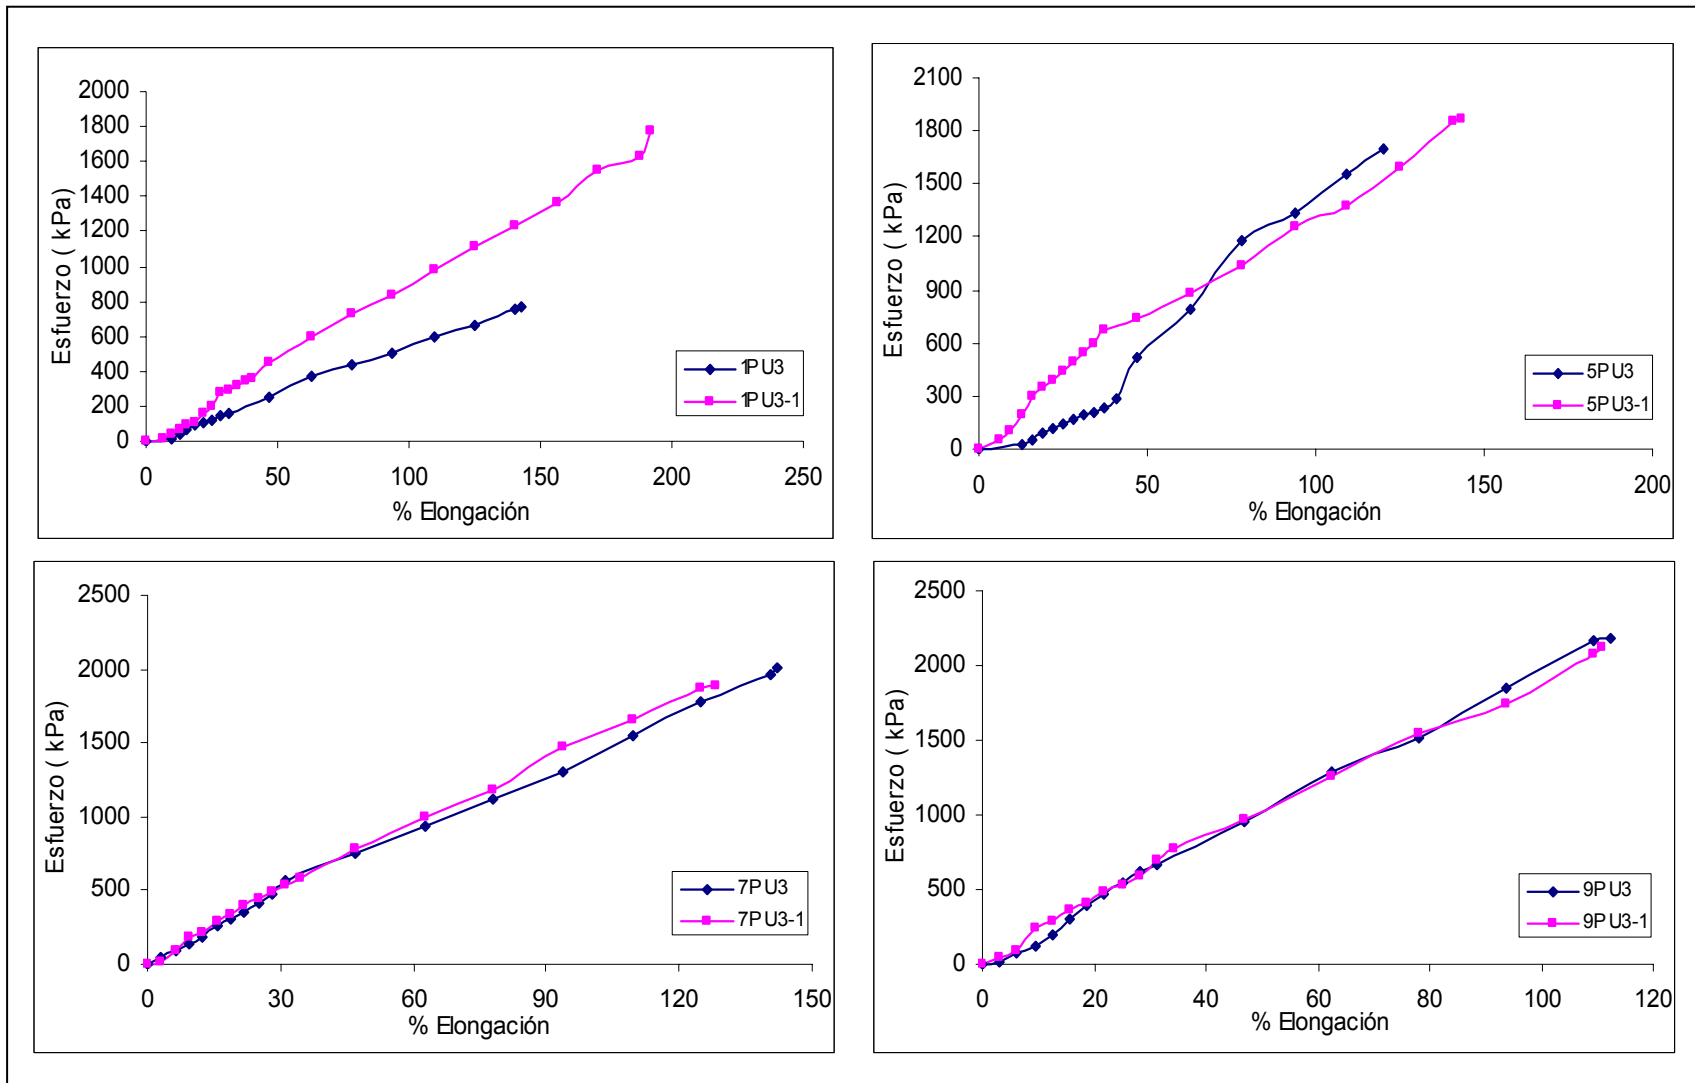 2000
1800
1600
1400
1200
1000
800
600
400
200
0
Esfuerzo ( kPa)
0 50 100 150 200 250
% Elongación
1PU3
1PU3-1
2100
1800
1500
1200
900
600
300
0
Esfuerzo ( kPa)
0 50 100 150 200
% Elongación
5PU3
5PU3-1
2500
2000
1500
1000
500
0
Esfuerzo ( kPa)
0 30 60 90 120 150
% Elongación
7PU3
7PU3-1
2500
2000
1500
1000
500
0
Esfuerzo ( kPa)
0 20 40 60 80 100 120
% Elongación
9PU3
9PU3-1